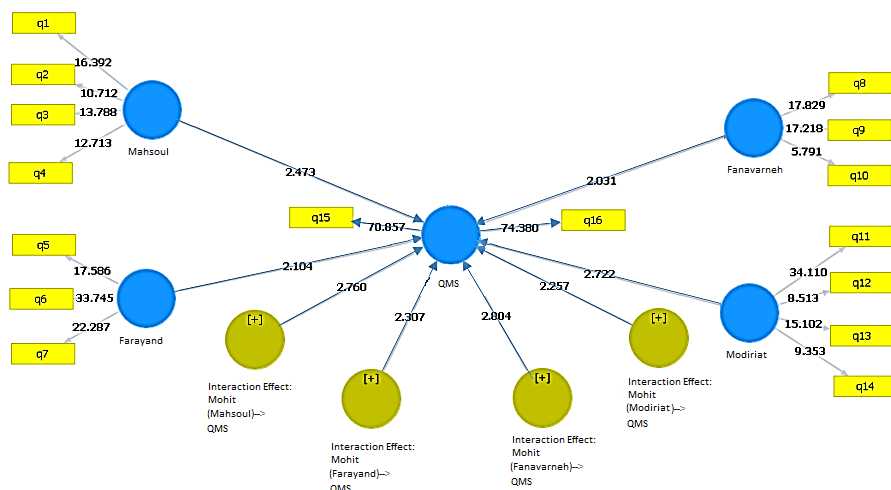 q1
16.392
q2
10.712
q3
13.788
12.713
q4
Mahsoul
2.473
q8
17.829
17.218
q9
5.791
q10
Fanavarneh
2.031
q15
70.857
74.380
q16
QMS
q5
17.586
q6
33.745
22.287
q7
Farayand
2.104
2.760
2.307
2.804
2.257
2.722
q11
34.110
8.513
q12
15.102
q13
9.353
q14
Modiriat
[+]
Interaction Effect:
Mohit
(Mahsoul)-->
QMS
[+]
Interaction Effect:
Mohit
(Farayand)-->
QMS
[+]
Interaction Effect:
Mohit
(Fanavarneh)-->
QMS
[+]
Interaction Effect:
Mohit
(Modiriat)-->
QMS